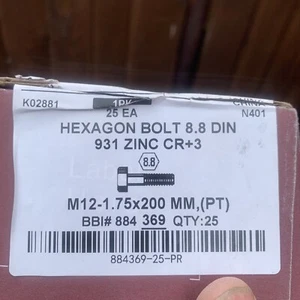 K02881
1PK
25 EA
CHINA
N401
HEXAGON BOLT 8.8 DIN
931 ZINC CR+3
8.8
M12-1.75x200 MM,(PT)
BBI# 884 369 QTY:25
884369-25-PR